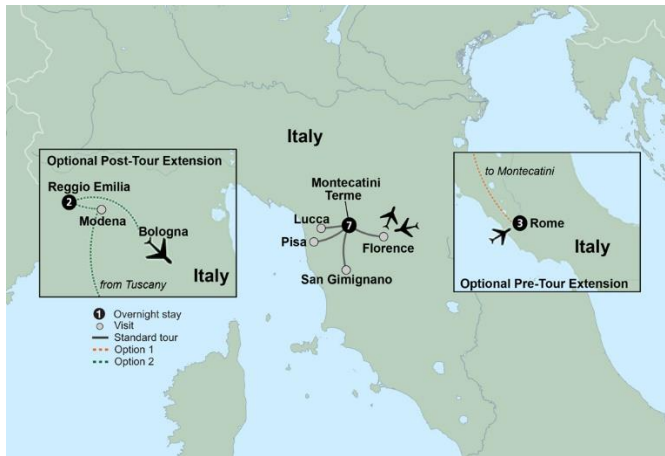 Italy
Optional Post-Tour Extension
Reggio Emilia
2
Modena
Bologna
Italy
from Tuscany
Montecatini
Terme
Lucca
7
Pisa
Florence
San Gimignano
to Montecatini
3 Rome
Italy
Optional Pre-Tour Extension
1 Overnight stay
Visit
Standard tour
Option 1
Option 2